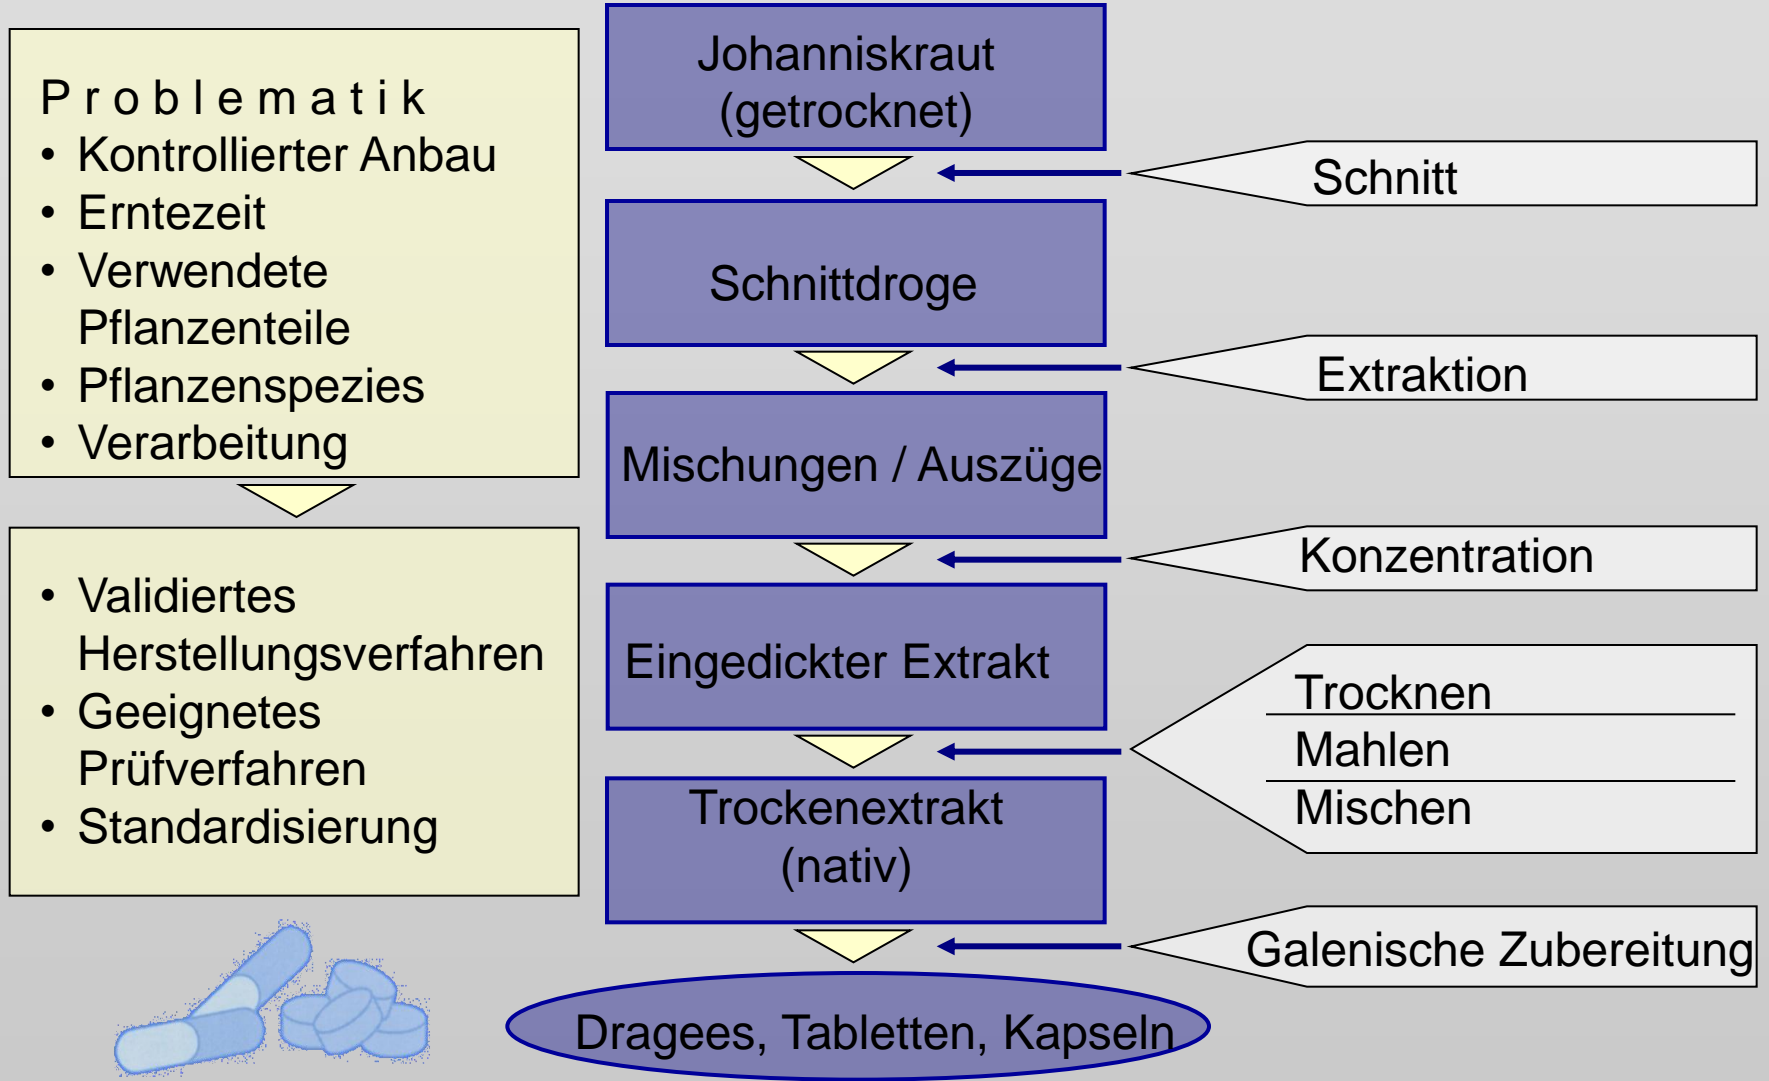 P r o b l e m a t i k
• Kontrollierter Anbau
• Erntezeit
• Verwendete
Pflanzenteile
• Pflanzenspezies
• Verarbeitung
• Validiertes
Herstellungsverfahren
• Geeignetes
Prüfverfahren
• Standardisierung
Johanniskraut
(getrocknet)
Schnitt
Schnittdroge
Extraktion
Mischungen / Auszüge
Konzentration
Eingedickter Extrakt
Trocknen
Mahlen
Mischen
Trockenextrakt
(nativ)
Galenische Zubereitung
Dragees, Tabletten, Kapseln